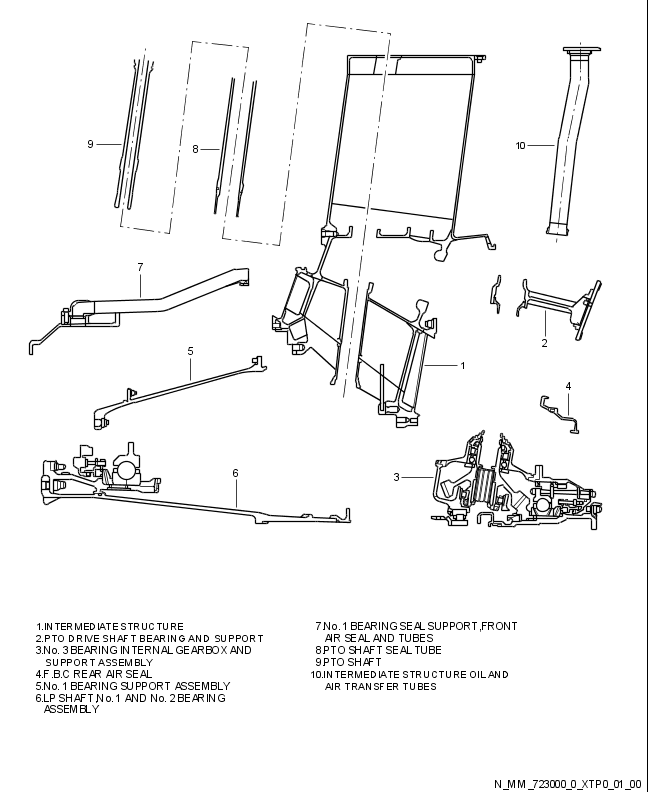 9
8
10
7
2
5
1
4
3
6
1.INTERMEDIATE STRUCTURE
2.PTO DRIVE SHAFT BEARING AND SUPPORT
3.No. 3 BEARING INTERNAL GEARBOX AND
SUPPORT ASSEMBLY
4.F.B.C REAR AIR SEAL
5.No. 1 BEARING SUPPORT ASSEMBLY
6.LP SHAFT,No. 1 AND No. 2 BEARING
ASSEMBLY
7.No. 1 BEARING SEAL SUPPORT,FRONT
AIR SEAL AND TUBES
8.PTO SHAFT SEAL TUBE
9.PTO SHAFT
10.INTERMEDIATE STRUCTURE OIL AND
AIR TRANSFER TUBES
N_MM_723000_0_XTP0_01_00